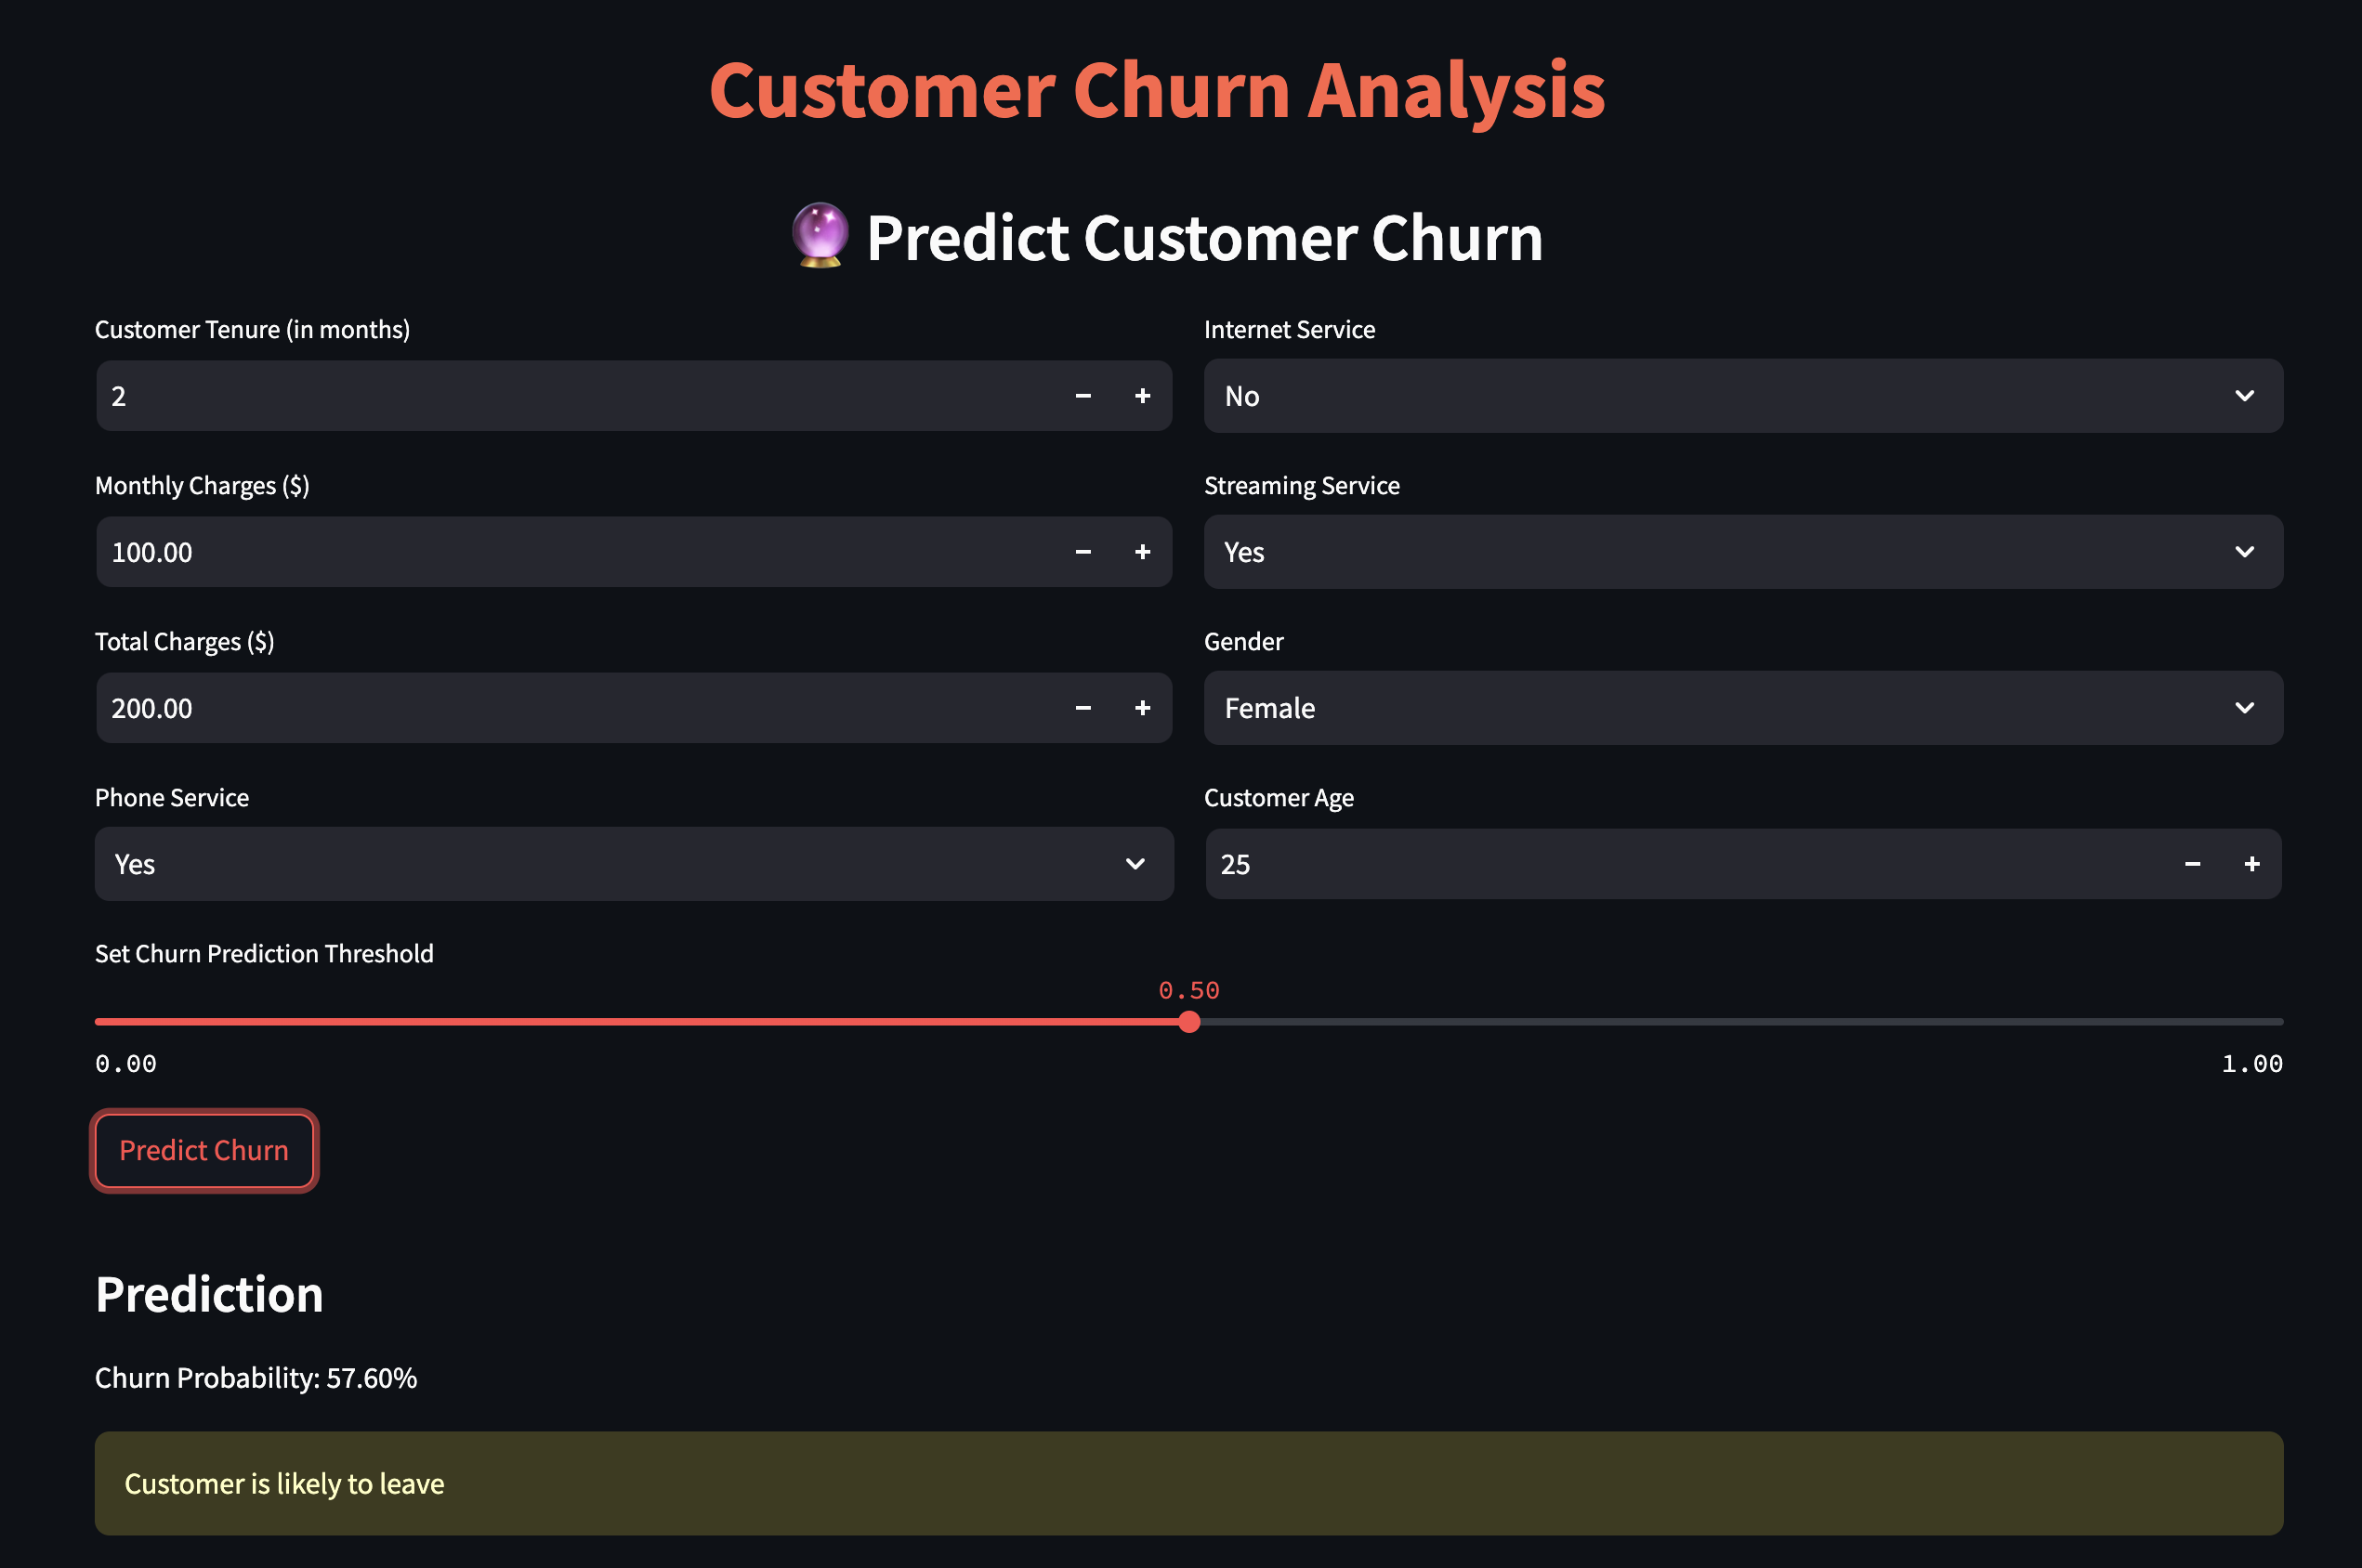 Customer Churn Analysis
🔮 Predict Customer Churn
Customer Tenure (in months)
2
Monthly Charges ($)
100.00
Total Charges ($)
200.00
Phone Service
Yes
Internet Service
No
Streaming Service
Yes
Gender
Female
Customer Age
25
Set Churn Prediction Threshold
0.50
0.00
1.00
Predict Churn
Prediction
Churn Probability: 57.60%
Customer is likely to leave